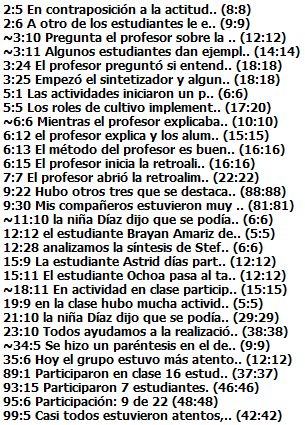 2:5 En contraposición a la actitud.. (8:8)
2:6 A otro de los estudiantes le e.. (9:9)
~3:10 Pregunta el profesor sobre la .. (12:12)
~3:11 Algunos estudiantes dan ejempl.. (14:14)
3:24 El profesor preguntó si entend.. (18:18)
3:25 Empezó el sintetizador y algun.. (18:18)
5:1 Las actividades iniciaron un p.. (6:6)
5:5 Los roles de cultivo implement.. (17:20)
~6:6 Mientras el profesor explicaba.. (10:10)
6:12 el profesor explica y los alum.. (15:15)
6:13 El método del profesor es buen.. (16:16)
6:15 El profesor inicia la retroali.. (16:16)
7:7 El profesor abrió la retroalim.. (22:22)
9:22 Hubo otros tres que se destaca.. (88:88)
9:30 Mis compañeros estuvieron muy .. (81:81)
~11:10 la niña Díaz dijo que se podía.. (6:6)
12:12 el estudiante Brayan Amariz de.. (5:5)
12:28 analizamos la síntesis de Stef.. (6:6)
15:9 La estudiante Astrid días part.. (12:12)
15:11 El estudiante Ochoa pasa al ta.. (12:12)
~18:11 En actividad en clase particip.. (15:15)
19:9 en la clase hubo mucha activid.. (5:5)
21:10 la niña Díaz dijo que se podía.. (29:29)
23:10 Todos ayudamos a la realizació.. (38:38)
~34:5 Se hizo un paréntesis en el de.. (9:9)
35:6 Hoy el grupo estuvo más atento.. (12:12)
89:1 Participaron en clase 16 estud.. (37:37)
93:15 Participaron 7 estudiantes. (46:46)
95:6 Participación: 9 de 22 (48:48)
99:5 Casi todos estuvieron atentos,.. (42:42)